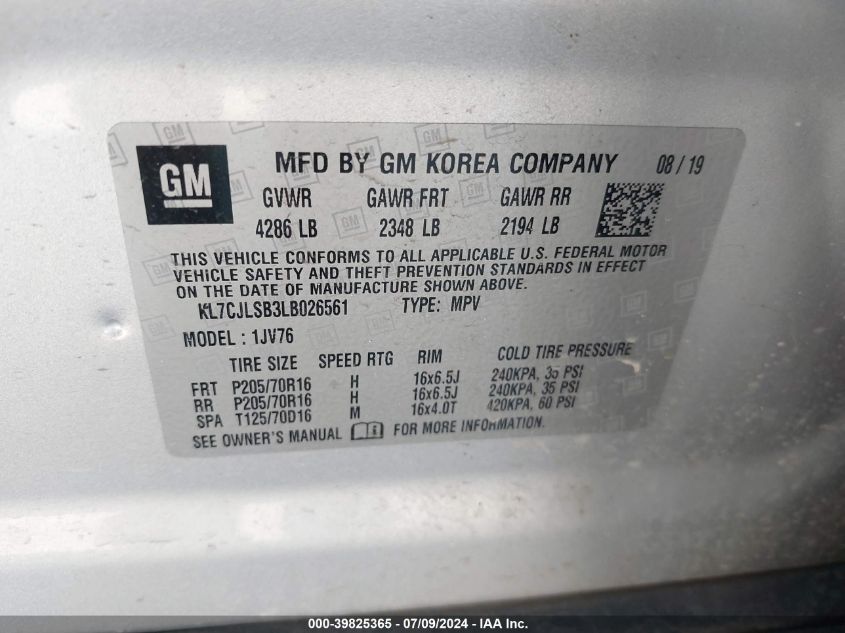 GM MFD BY GM KOREA COMPANY 08/19
GVWR GAWR FRT GAWR RR
4286 LB 2348 LB 2194 LB
THIS VEHICLE CONFORMS TO ALL APPLICABLE U.S. FEDERAL MOTOR
VEHICLE SAFETY AND THEFT PREVENTION STANDARDS IN EFFECT
ON THE DATE OF MANUFACTURE SHOWN ABOVE.
KL7CJLSB3LB026561 TYPE: MPV
MODEL : 1JV76
TIRE SIZE SPEED RTG RIM COLD TIRE PRESSURE
FRT P205/70R16 H 16x6.5J 240KPA, 35 PSI
RR P205/70R16 H 16x6.5J 240KPA, 35 PSI
SPA T125/70D16 M 16x4.0T 420KPA, 60 PSI
SEE OWNER'S MANUAL FOR MORE INFORMATION.
000-39825365 - 07/09/2024 - IAA Inc.